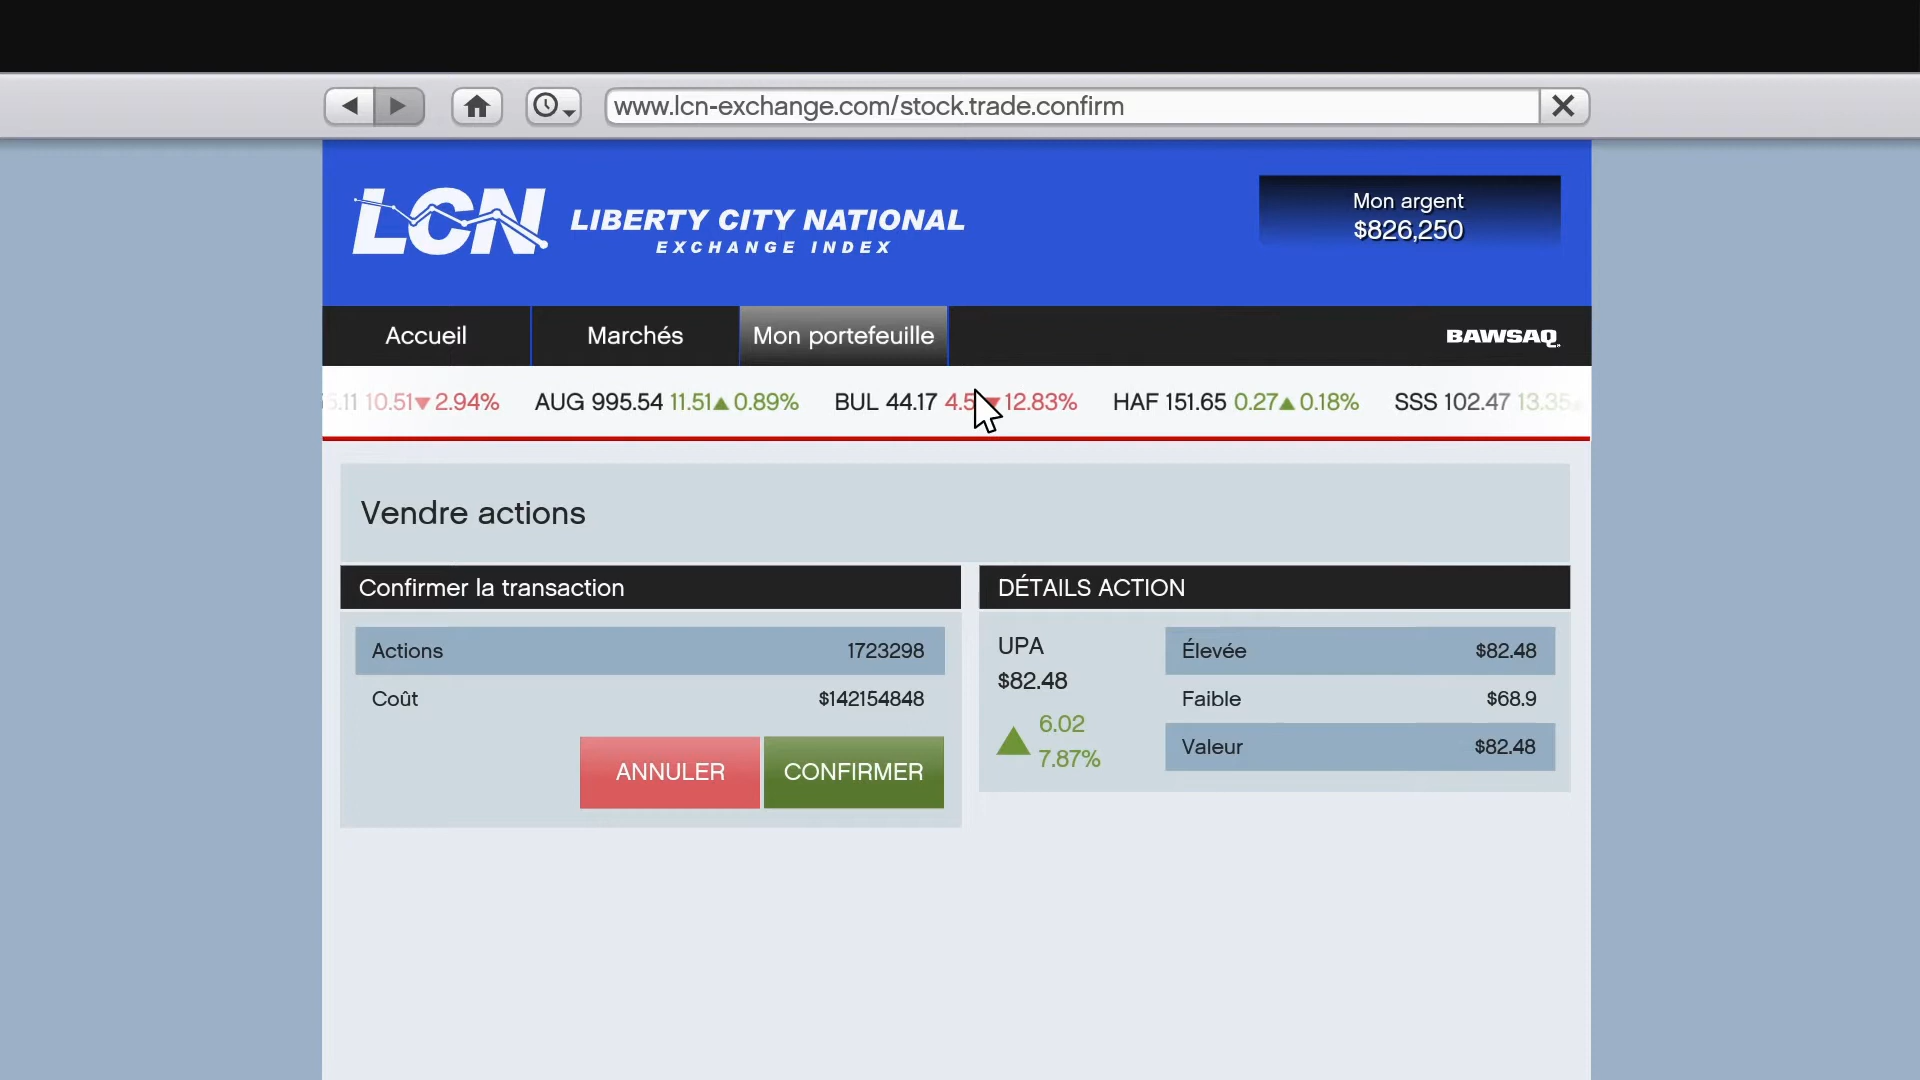 www.lcn-exchange.com/stock.trade.confirm
LCN LIBERTY CITY NATIONAL
EXCHANGE INDEX
Mon argent
$826,250
Accueil Marchés Mon portefeuille BAWSAQ
10.51▼2.94% AUG 995.54 11.51▲0.89% BUL 44.17 4.5 ▼12.83% HAF 151.65 0.27▲0.18% SSS 102.47 13.35
Vendre actions
Confirmer la transaction
Actions 1723298
Coût $142154848
ANNULER CONFIRMER
DÉTAILS ACTION
UPA
$82.48
6.02
7.87%
Élevée $82.48
Faible $68.9
Valeur $82.48